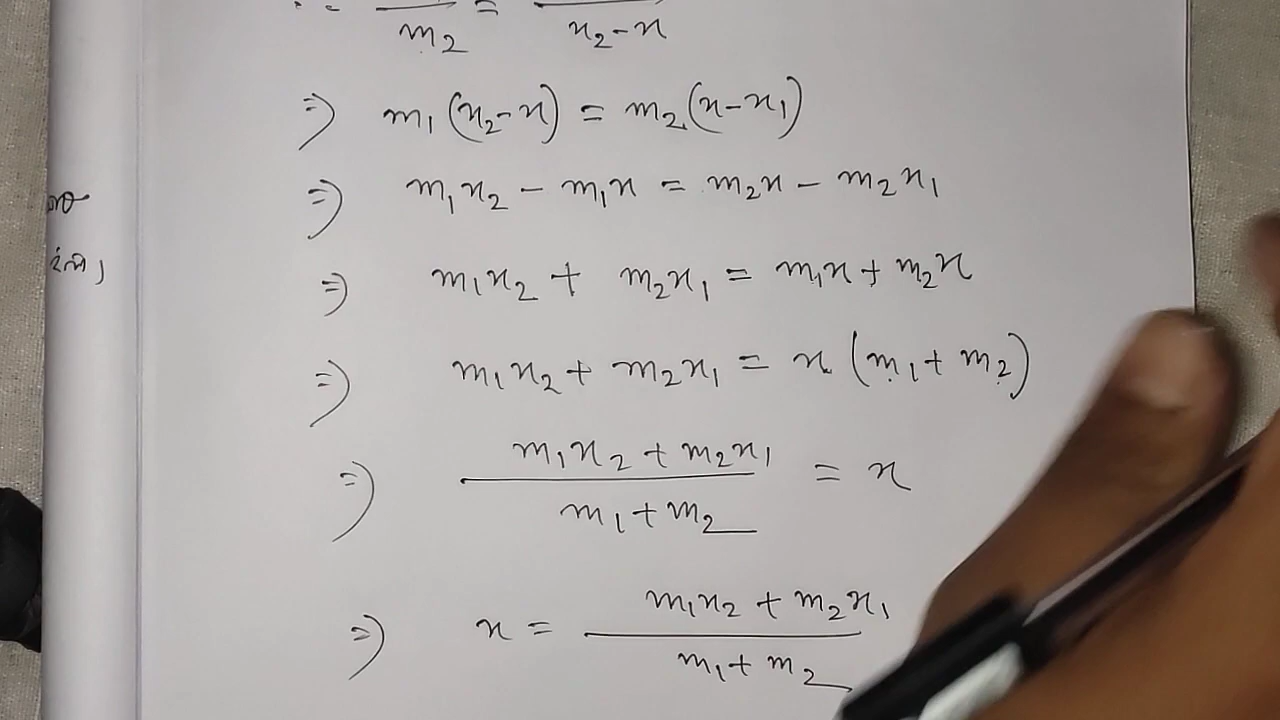 /m₂ = /x₂-x
⇒ m₁(x₂-x) = m₂(x-x₁)
⇒ m₁x₂ - m₁x = m₂x - m₂x₁
⇒ m₁x₂ + m₂x₁ = m₁x + m₂x
⇒ m₁x₂ + m₂x₁ = x (m₁ + m₂)
⇒ (m₁x₂ + m₂x₁)/(m₁ + m₂) = x
⇒ x = (m₁x₂ + m₂x₁)/(m₁ + m₂)